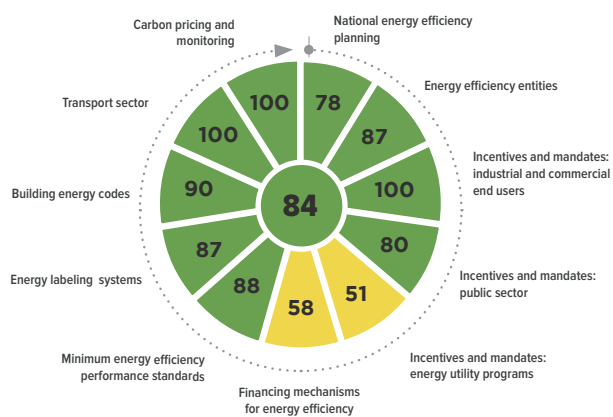 Carbon pricing and
monitoring
National energy efficiency
planning
Transport sector
Energy efficiency entities
Building energy codes
Incentives and mandates:
industrial and commercial
end users
Energy labeling systems
Incentives and mandates:
public sector
Minimum energy efficiency
performance standards
Incentives and mandates:
energy utility programs
Financing mechanisms
for energy efficiency
100
78
100
87
90
100
84
87
80
88
58
51